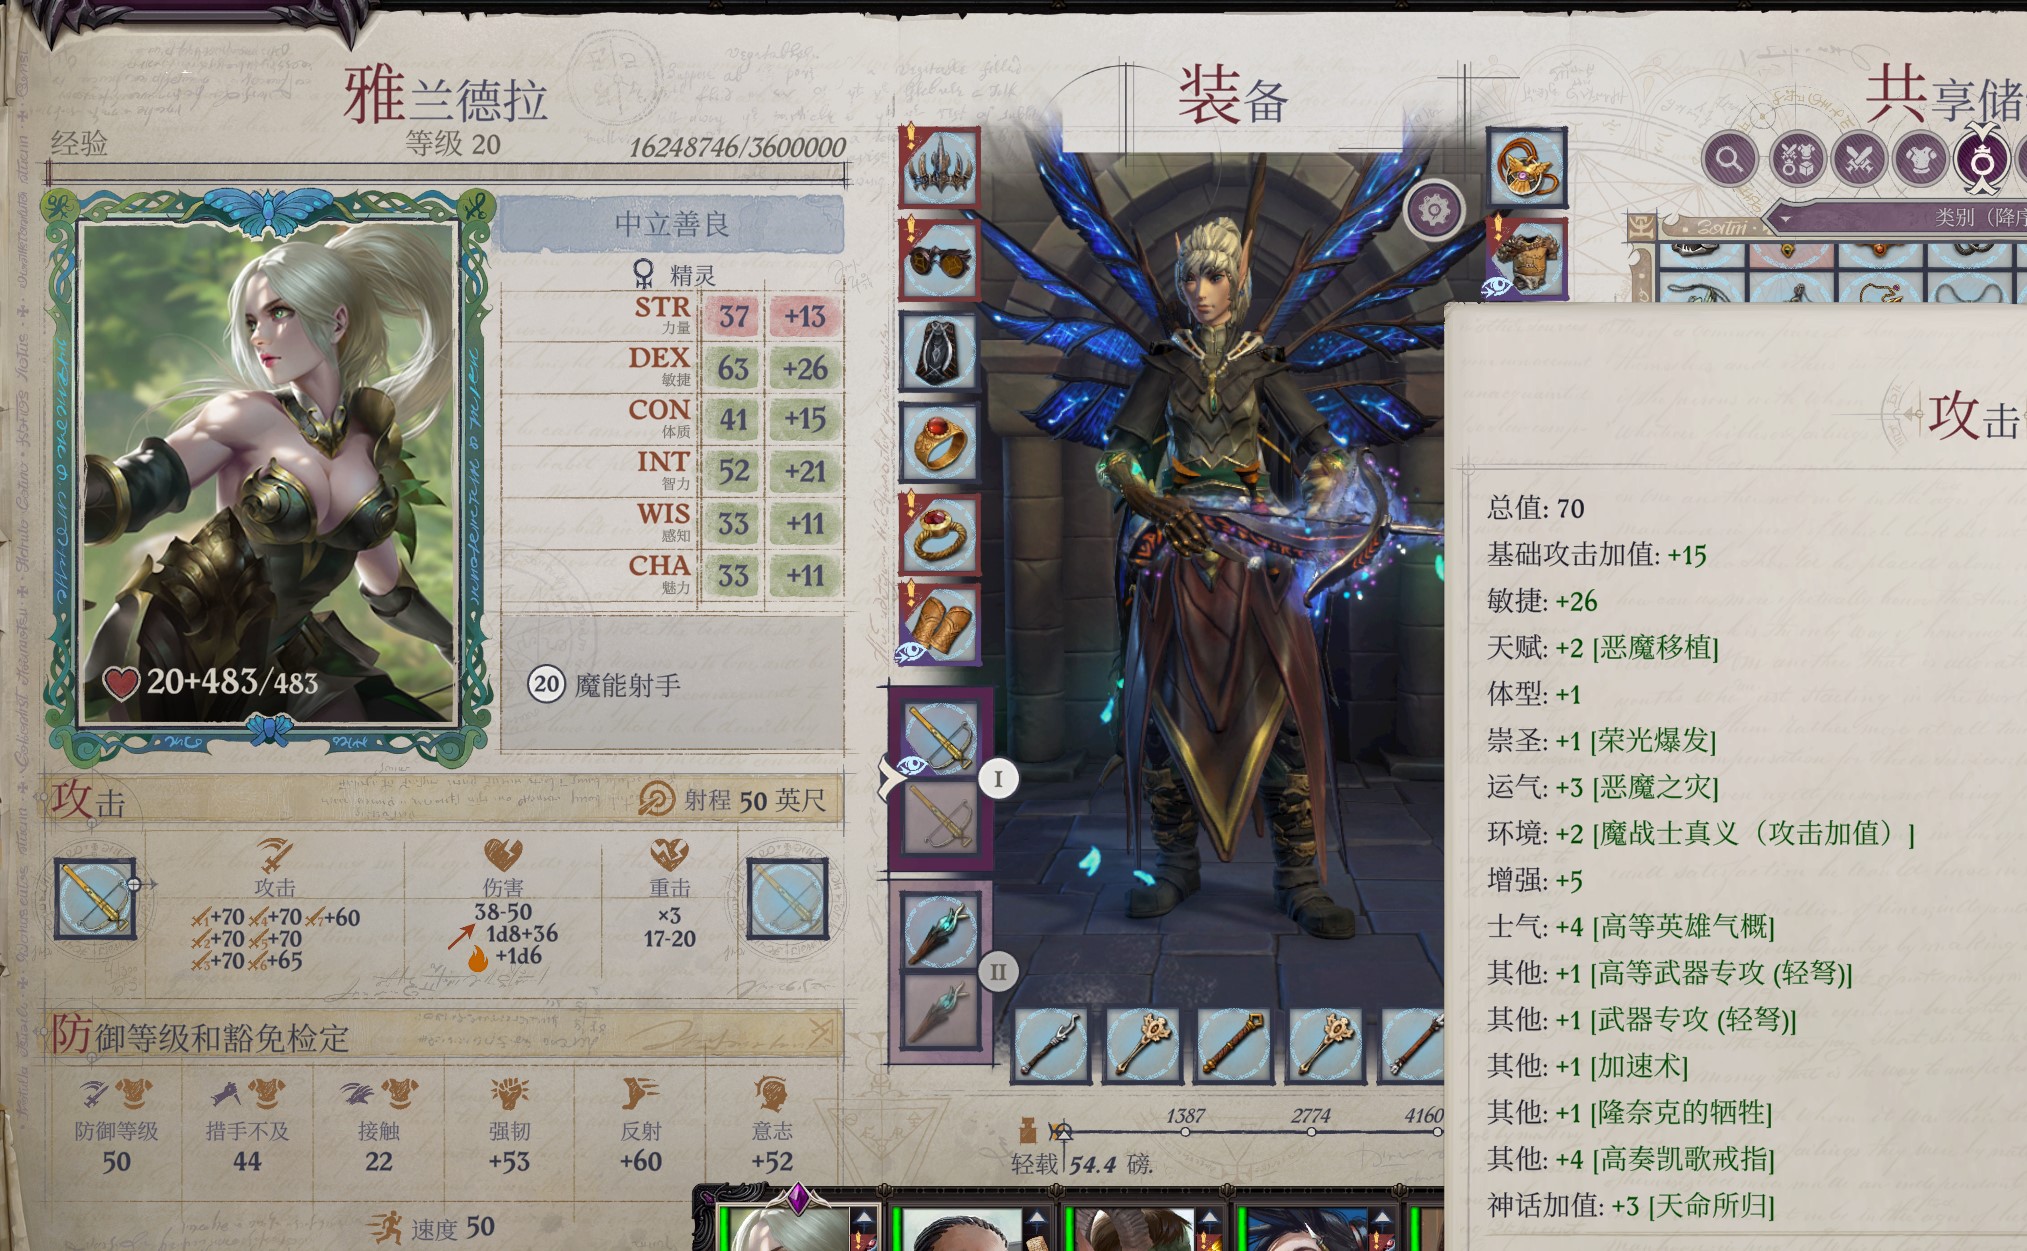 雅兰德拉
经验
等级 20
16248746/3600000
中立善良
精灵
STR 力量 37 +13
DEX 敏捷 63 +26
CON 体质 41 +15
INT 智力 52 +21
WIS 感知 33 +11
CHA 魅力 33 +11
20+483/483
20 魔能射手
攻击
射程 50 英尺
攻击
+70 +70 +60
+70 +70
+70 +65
伤害
38-50
1d8+36
+1d6
重击
×3
17-20
防御等级和豁免检定
防御等级 措手不及 接触 强韧 反射 意志
50 44 22 +53 +60 +52
速度 50
装备
I
II
1387 2774 4160
轻载 54.4 磅.
共享储
类别（降序
攻击
总值: 70
基础攻击加值: +15
敏捷: +26
天赋: +2 [恶魔移植]
体型: +1
崇圣: +1 [荣光爆发]
运气: +3 [恶魔之灾]
环境: +2 [魔战士真义（攻击加值）]
增强: +5
士气: +4 [高等英雄气概]
其他: +1 [高等武器专攻 (轻弩)]
其他: +1 [武器专攻 (轻弩)]
其他: +1 [加速术]
其他: +1 [隆奈克的牺牲]
其他: +4 [高奏凯歌戒指]
神话加值: +3 [天命所归]